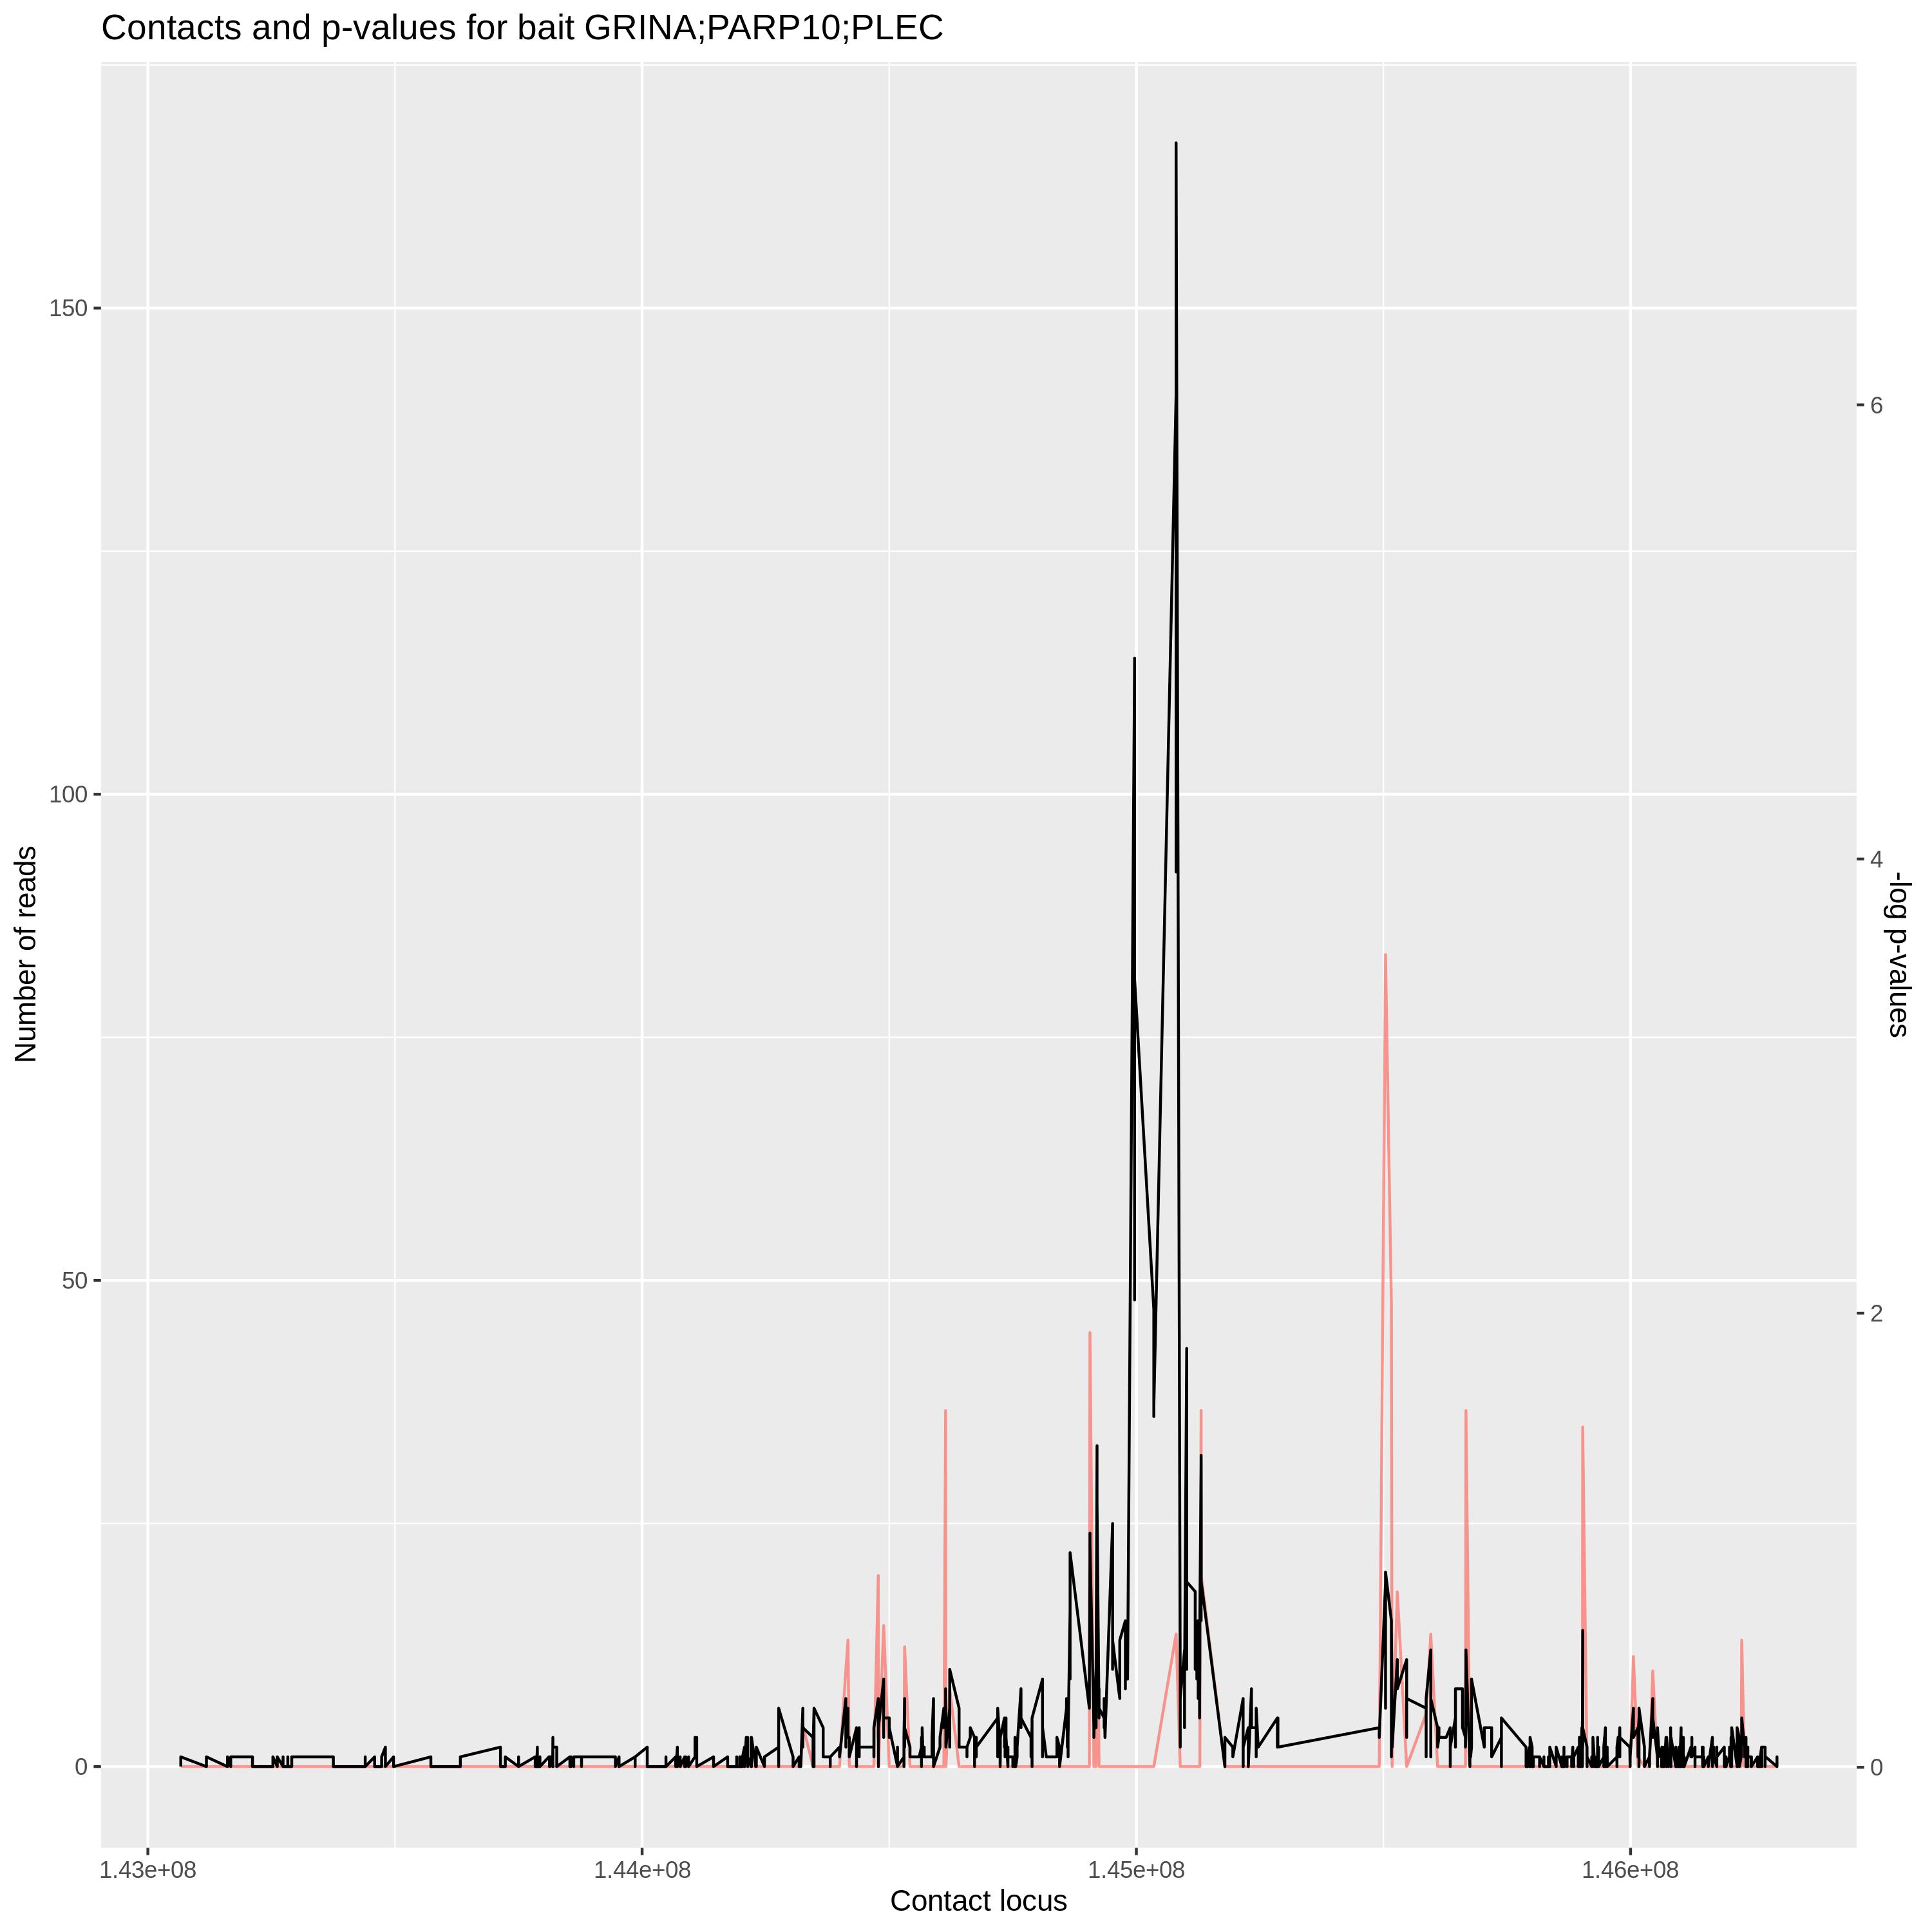 Contacts and p-values for bait GRINA;PARP10;PLEC
150
100
50
0
Number of reads
6
4
2
0
-log p-values
1.43e+08
1.44e+08
1.45e+08
1.46e+08
Contact locus